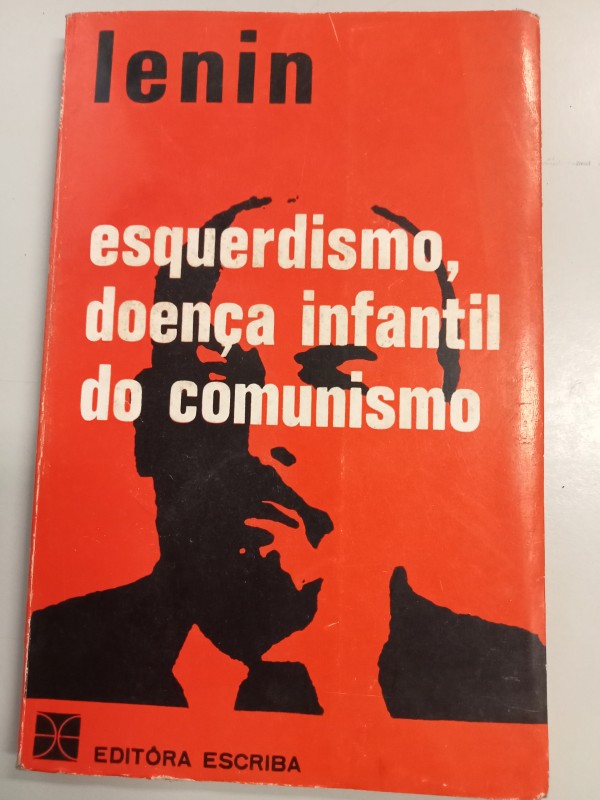 lenin
esquerdismo,
doença infantil
do comunismo
EDITÔRA ESCRIBA